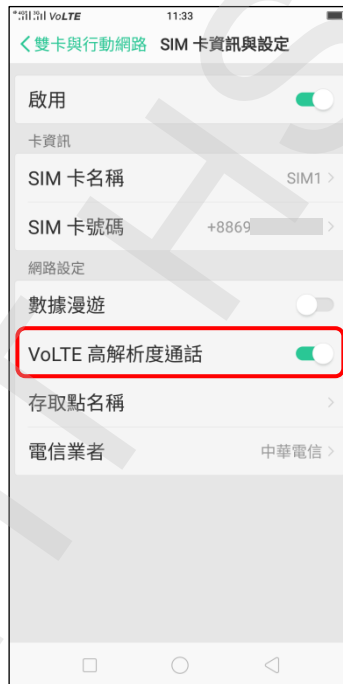 VoLTE 11:33
雙卡與行動網路 SIM 卡資訊與設定
啟用
卡資訊
SIM 卡名稱 SIM1
SIM 卡號碼 +8869
網路設定
數據漫遊
VoLTE 高解析度通話
存取點名稱
電信業者 中華電信